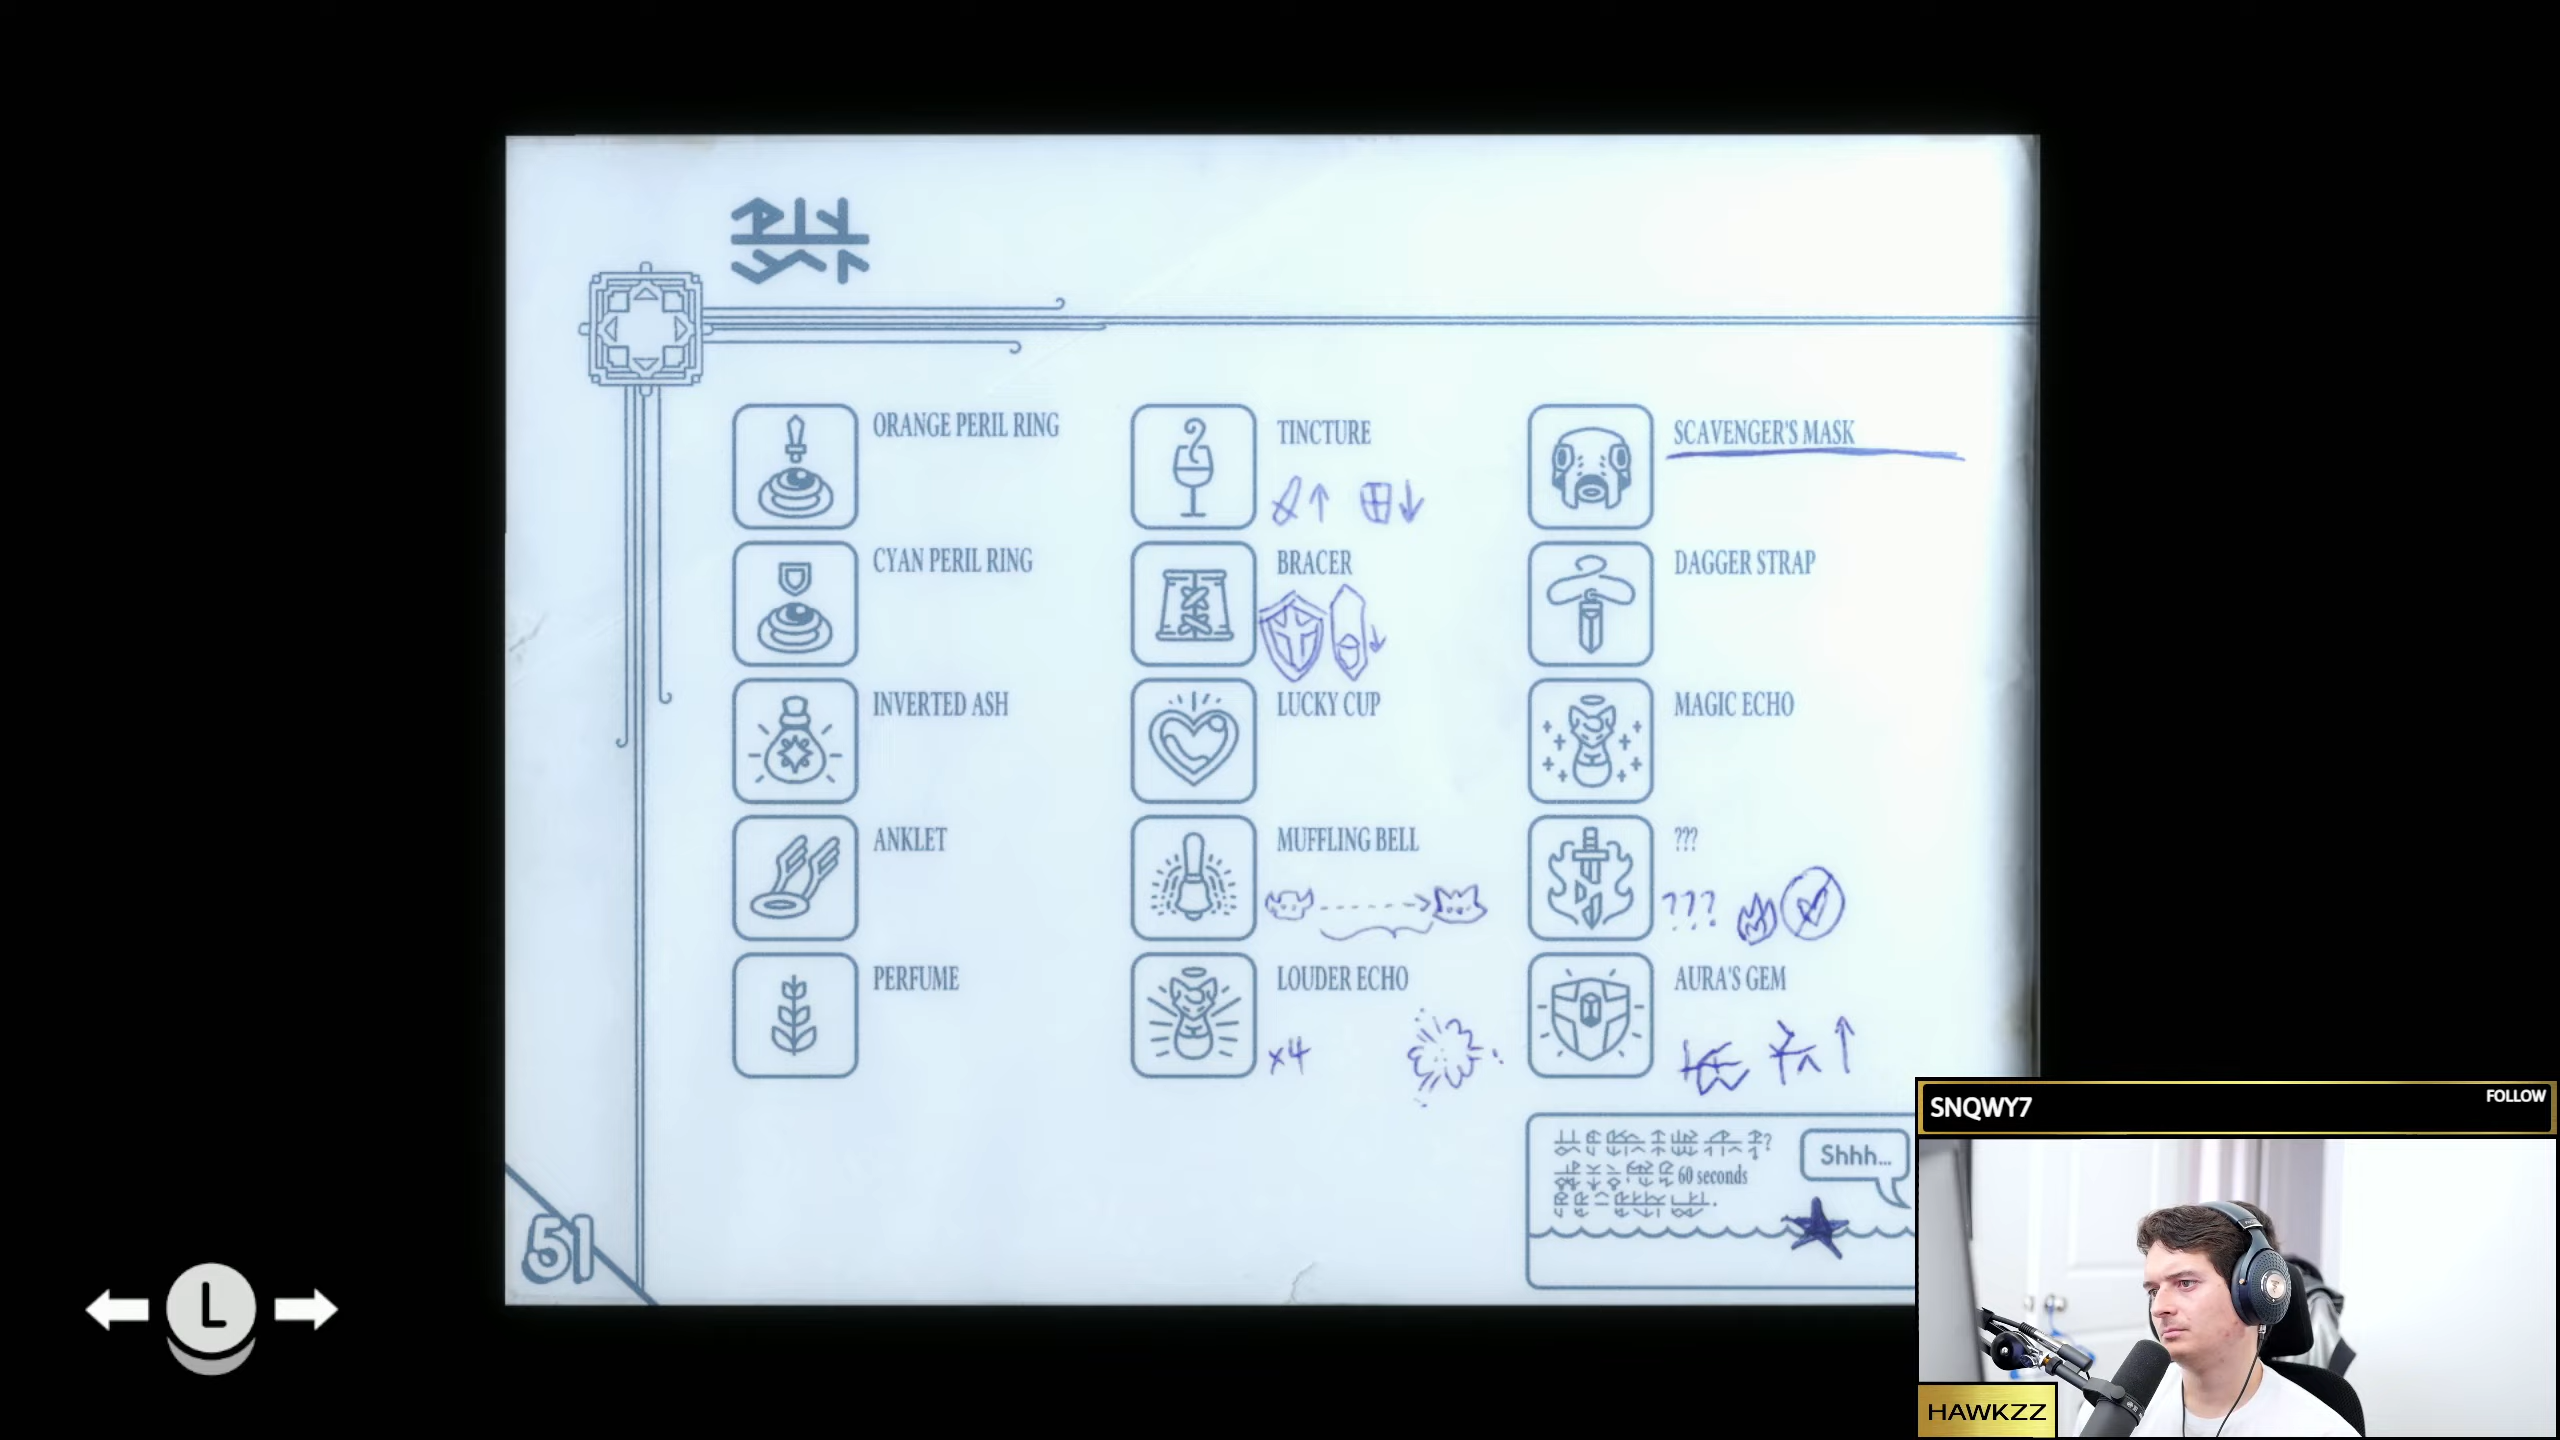 ORANGE PERIL RING
CYAN PERIL RING
INVERTED ASH
ANKLET
PERFUME
TINCTURE
BRACER
LUCKY CUP
MUFFLING BELL
LOUDER ECHO
x4
SCAVENGER'S MASK
DAGGER STRAP
MAGIC ECHO
???
???
AURA'S GEM
60 seconds
Shhh...
51
L
SNQWY7
FOLLOW
HAWKZZ